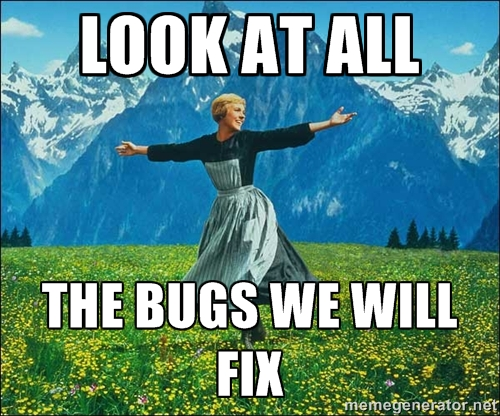 LOOK AT ALL
THE BUGS WE WILL
FIX
memegenerator.net